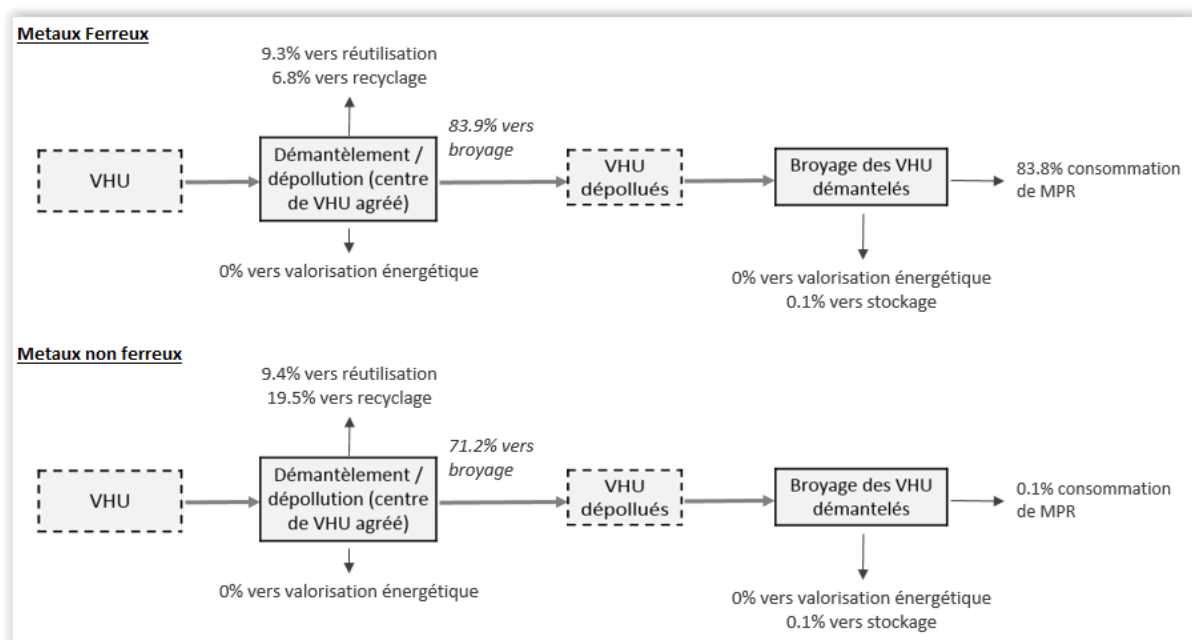 Metaux Ferreux
9.3% vers réutilisation
6.8% vers recyclage
83.9% vers
broyage
VHU
Démantèlement /
dépollution (centre
de VHU agréé)
VHU
dépollués
Broyage des VHU
démantelés
83.8% consommation
de MPR
0% vers valorisation énergétique
0% vers valorisation énergétique
0.1% vers stockage
Metaux non ferreux
9.4% vers réutilisation
19.5% vers recyclage
71.2% vers
broyage
VHU
Démantèlement /
dépollution (centre
de VHU agréé)
VHU
dépollués
Broyage des VHU
démantelés
0.1% consommation
de MPR
0% vers valorisation énergétique
0% vers valorisation énergétique
0.1% vers stockage